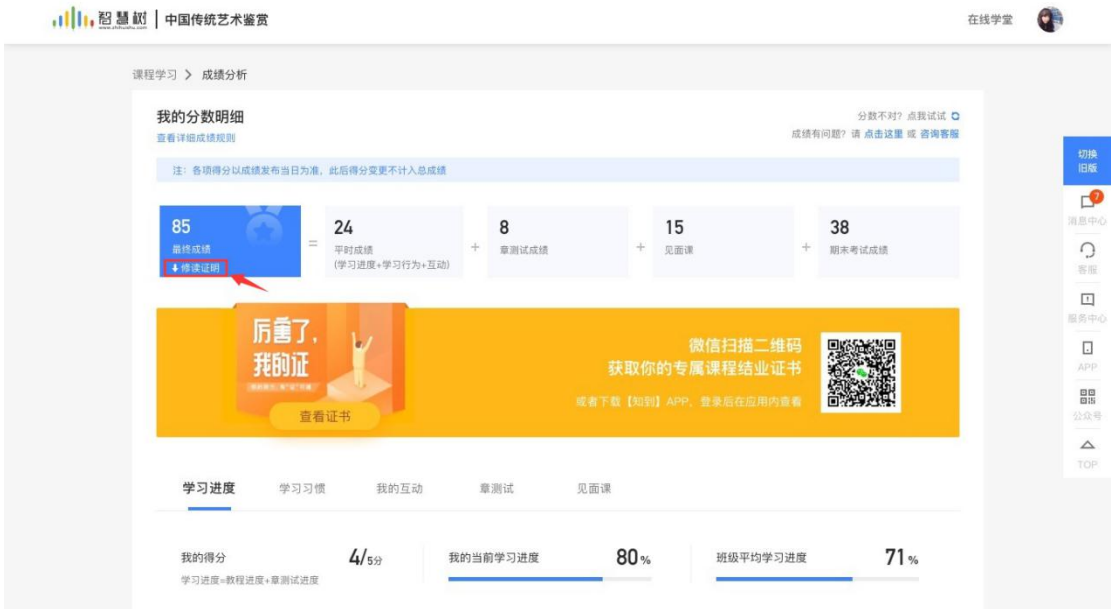 智慧树
www.zhihuishu.com
中国传统艺术鉴赏
在线学堂
课程学习 > 成绩分析
我的分数明细
查看详细成绩规则
分数不对？点我试试
成绩有问题？请 点击这里 或 咨询客服
注：各项得分以成绩发布当日为准，此后得分变更不计入总成绩
85
最终成绩
修读证明
=
24
平时成绩
(学习进度+学习行为+互动)
+
8
章测试成绩
+
15
见面课
+
38
期末考试成绩
厉害了，
我的证
查看证书
微信扫描二维码
获取你的专属课程结业证书
或者下载【知到】APP，登录后在应用内查看
学习进度 学习习惯 我的互动 章测试 见面课
我的得分 4/5分
学习进度=教程进度+章测试进度
我的当前学习进度 80%
班级平均学习进度 71%
切换
旧版
7
消息中心
客服
服务中心
APP
公众号
TOP